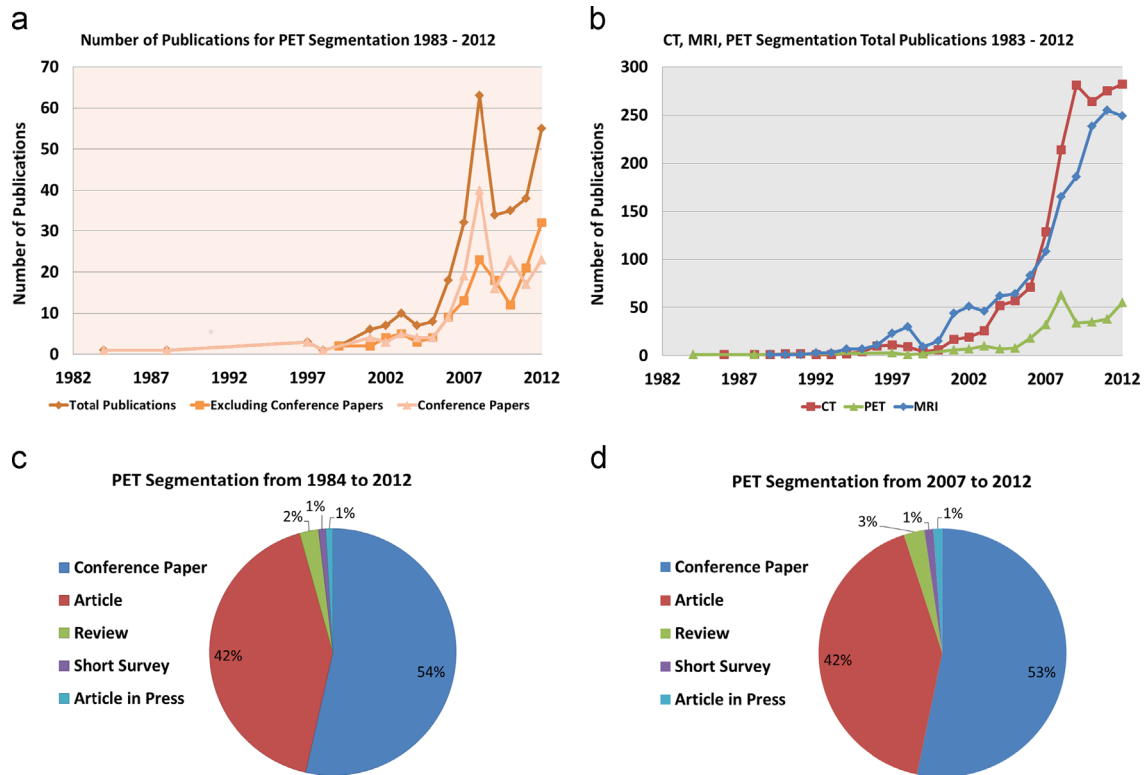 a
Number of Publications for PET Segmentation 1983 - 2012
Number of Publications
70
60
50
40
30
20
10
0
1982 1987 1992 1997 2002 2007 2012
Total Publications Excluding Conference Papers Conference Papers
b
CT, MRI, PET Segmentation Total Publications 1983 - 2012
Number of Publications
300
250
200
150
100
50
0
1982 1987 1992 1997 2002 2007 2012
CT PET MRI
c
PET Segmentation from 1984 to 2012
Conference Paper
Article
Review
Short Survey
Article in Press
2% 1% 1%
42%
54%
d
PET Segmentation from 2007 to 2012
Conference Paper
Article
Review
Short Survey
Article in Press
3% 1% 1%
42%
53%